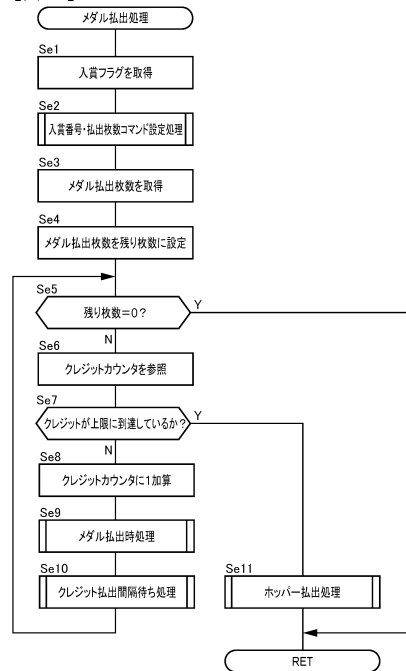 メダル払出処理
Se1
入賞フラグを取得
Se2
入賞番号・払出枚数コマンド設定処理
Se3
メダル払出枚数を取得
Se4
メダル払出枚数を残り枚数に設定
Se5
残り枚数=0?
Y
N
Se6
クレジットカウンタを参照
Se7
クレジットが上限に到達しているか?
Y
N
Se8
クレジットカウンタに1加算
Se9
メダル払出時処理
Se10
クレジット払出間隔待ち処理
Se11
ホッパー払出処理
RET